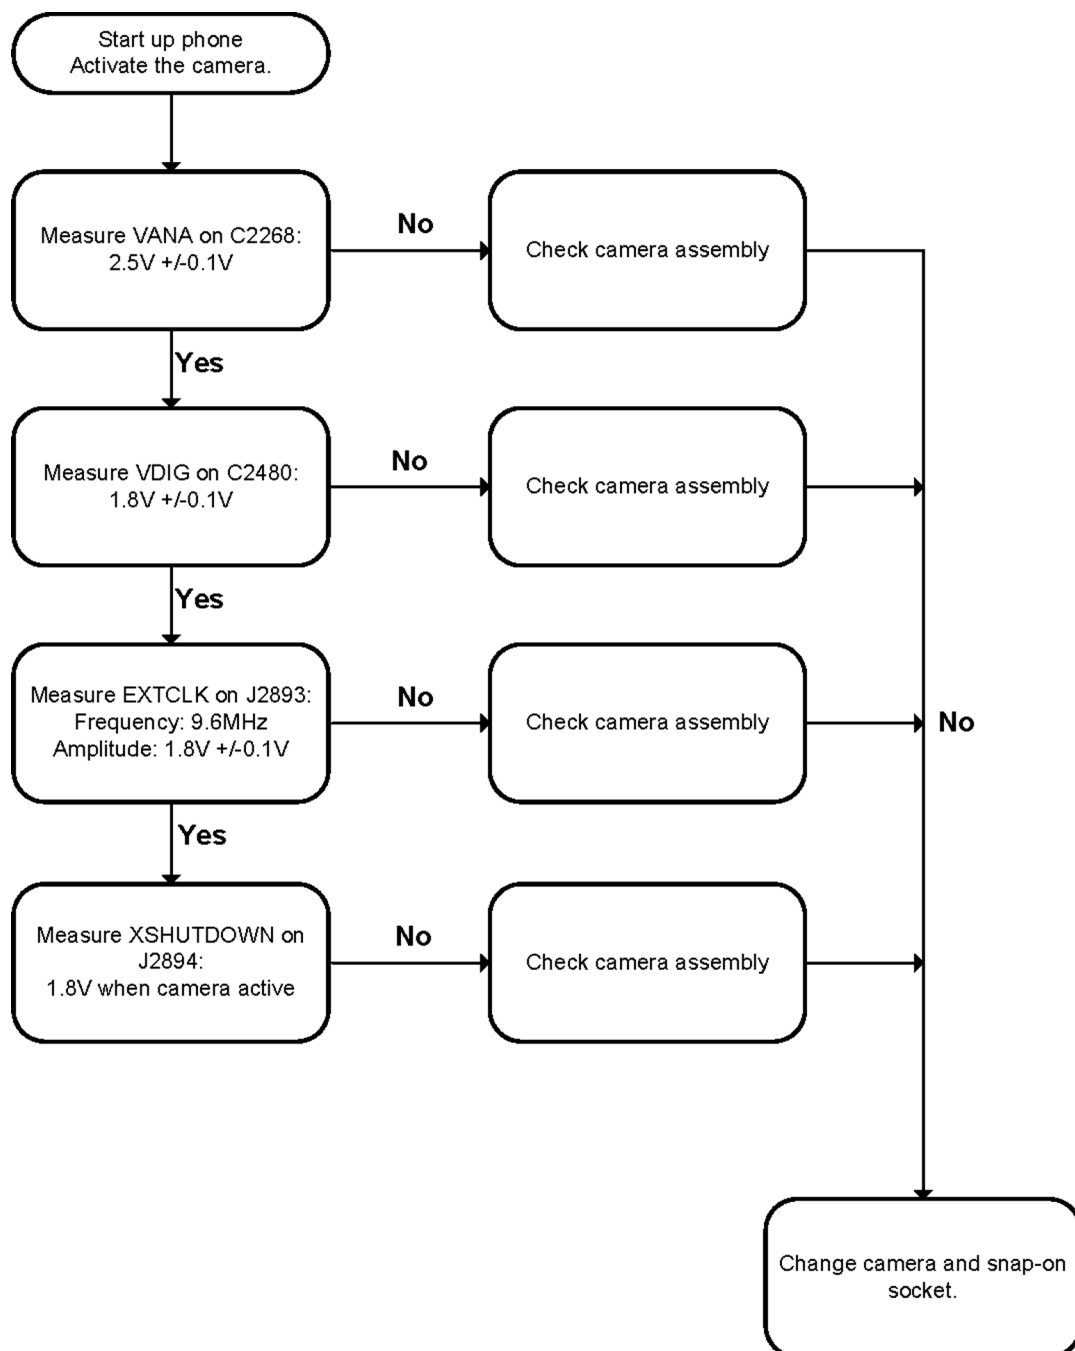 Start up phone
Activate the camera.
Measure VANA on C2268:
2.5V +/-0.1V
No
Check camera assembly
Yes
Measure VDIG on C2480:
1.8V +/-0.1V
No
Check camera assembly
Yes
Measure EXTCLK on J2893:
Frequency: 9.6MHz
Amplitude: 1.8V +/-0.1V
No
Check camera assembly
No
Yes
Measure XSHUTDOWN on
J2894:
1.8V when camera active
No
Check camera assembly
Change camera and snap-on
socket.